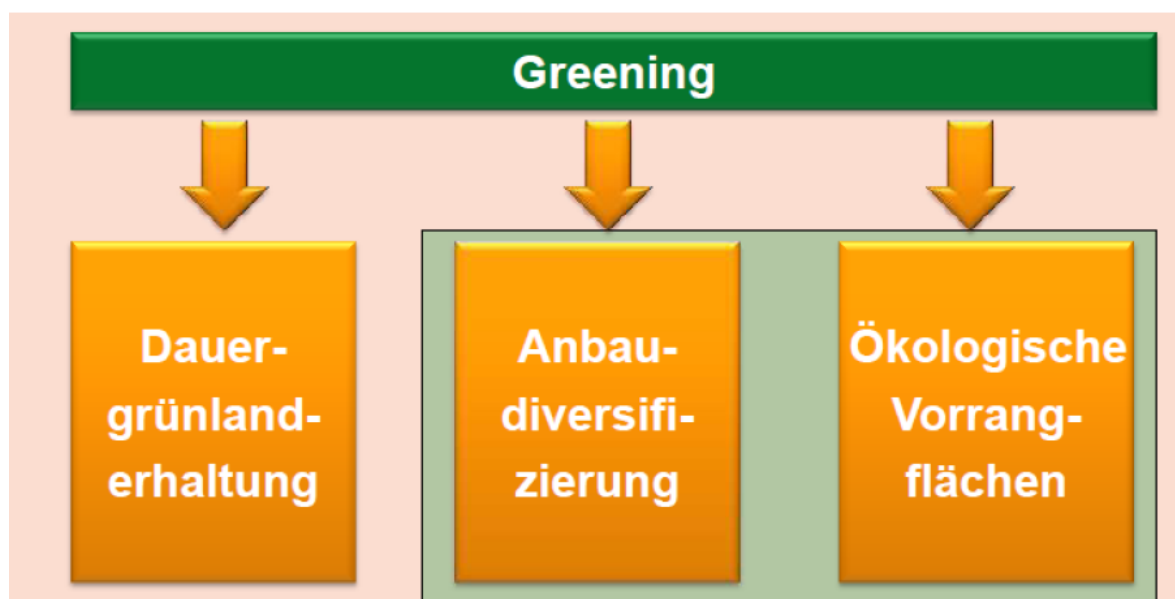 Greening
Dauer-
grünland-
erhaltung
Anbau-
diversifi-
zierung
Ökologische
Vorrang-
flächen